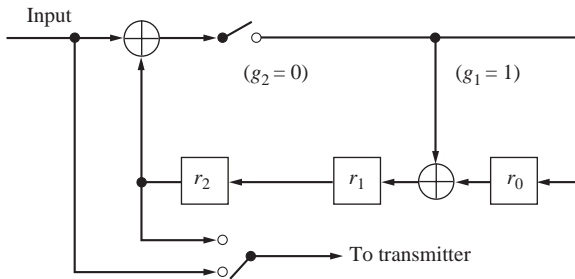 Input
(g₂ = 0)
(g₁ = 1)
r₂
r₁
r₀
To transmitter